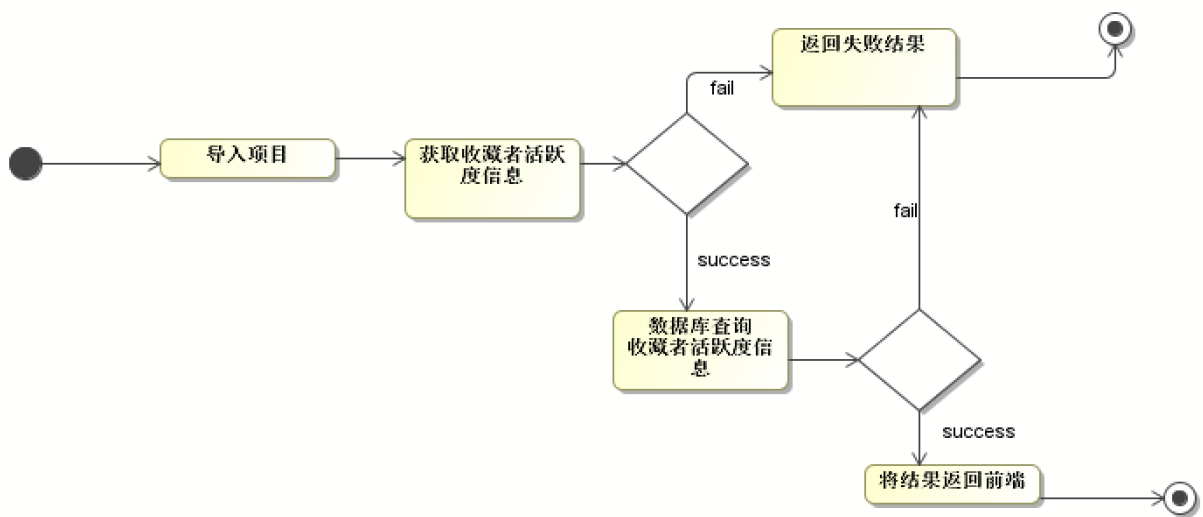 返回失败结果
fail
导入项目
获取收藏者活跃
度信息
fail
success
数据库查询
收藏者活跃度信
息
success
将结果返回前端